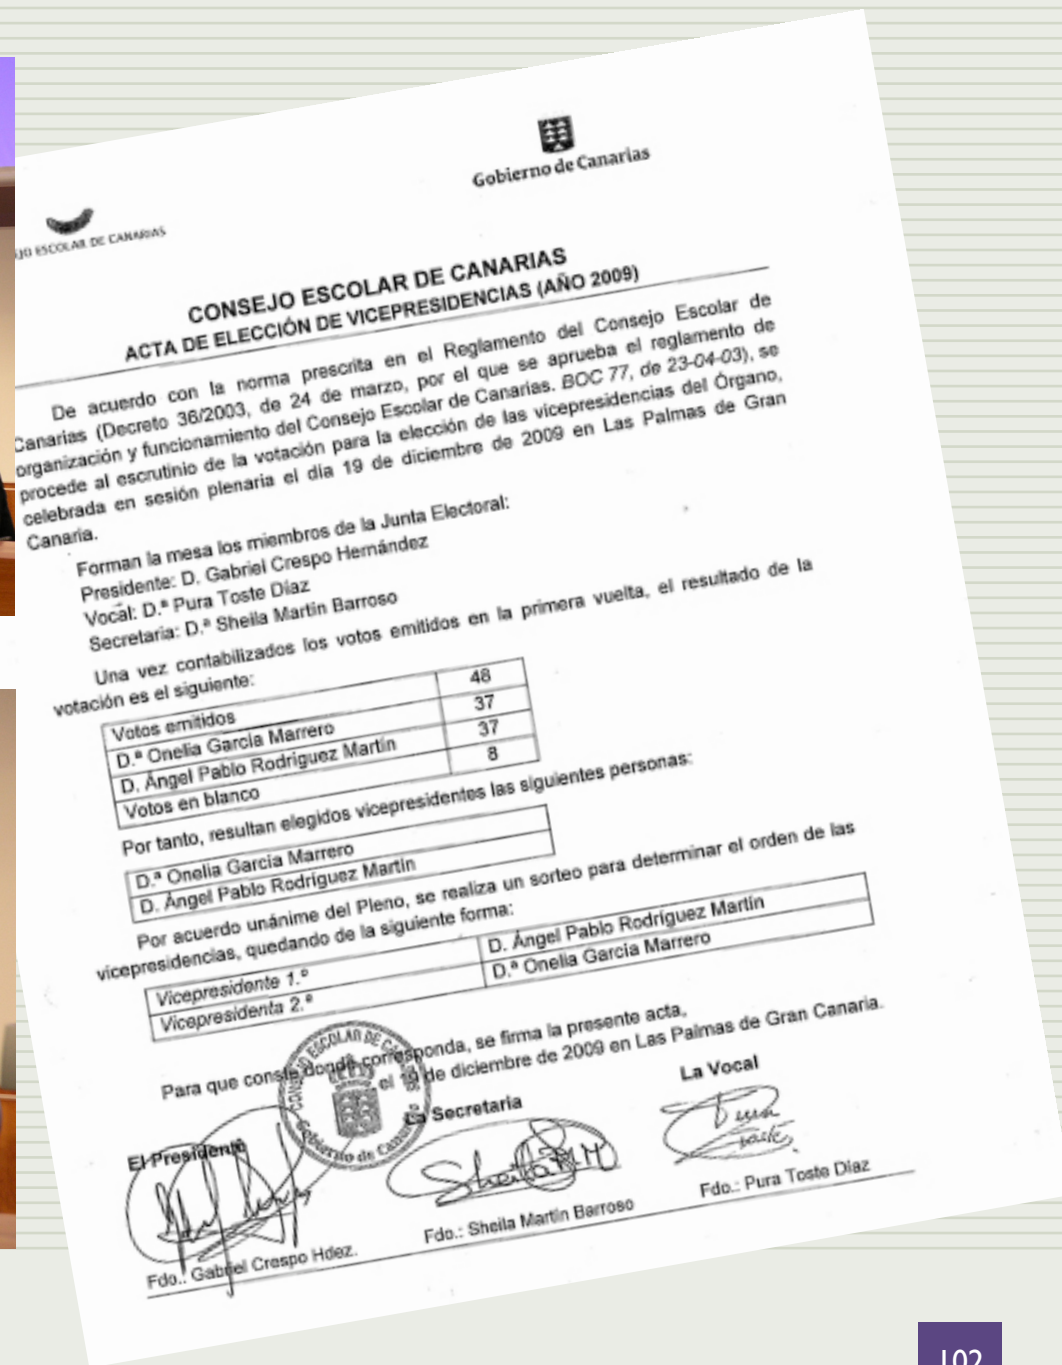 Gobierno de Canarias
JO ESCOLAR DE CANARIAS
CONSEJO ESCOLAR DE CANARIAS
ACTA DE ELECCIÓN DE VICEPRESIDENCIAS (AÑO 2009)
De acuerdo con la norma prescrita en el Reglamento del Consejo Escolar de
Canarias (Decreto 36/2003, de 24 de marzo, por el que se aprueba el reglamento de
organización y funcionamiento del Consejo Escolar de Canarias. BOC 77, de 23-04-03), se
procede al escrutinio de la votación para la elección de las vicepresidencias del Órgano,
celebrada en sesión plenaria el día 19 de diciembre de 2009 en Las Palmas de Gran
Canaria.
Forman la mesa los miembros de la Junta Electoral:
Presidente: D. Gabriel Crespo Hernández
Vocal: D.ª Pura Toste Díaz
Secretaria: D.ª Sheila Martín Barroso
Una vez contabilizados los votos emitidos en la primera vuelta, el resultado de la
votación es el siguiente:
Votos emitidos 48
D.ª Onelia García Marrero 37
D. Ángel Pablo Rodríguez Martín 37
Votos en blanco 8
Por tanto, resultan elegidos vicepresidentes las siguientes personas:
D.ª Onelia García Marrero
D. Ángel Pablo Rodríguez Martín
Por acuerdo unánime del Pleno, se realiza un sorteo para determinar el orden de las
vicepresidencias, quedando de la siguiente forma:
Vicepresidente 1.º D. Ángel Pablo Rodríguez Martín
Vicepresidenta 2.ª D.ª Onelia García Marrero
Para que conste donde corresponda, se firma la presente acta,
el 19 de diciembre de 2009 en Las Palmas de Gran Canaria.
CONSEJO ESCOLAR DE CANARIAS
Gobierno de Canarias
El Presidente La Secretaria La Vocal
Sheila M M
Pura
Toste
Fdo.: Gabriel Crespo Hdez. Fdo.: Sheila Martín Barroso Fdo.: Pura Toste Díaz
102